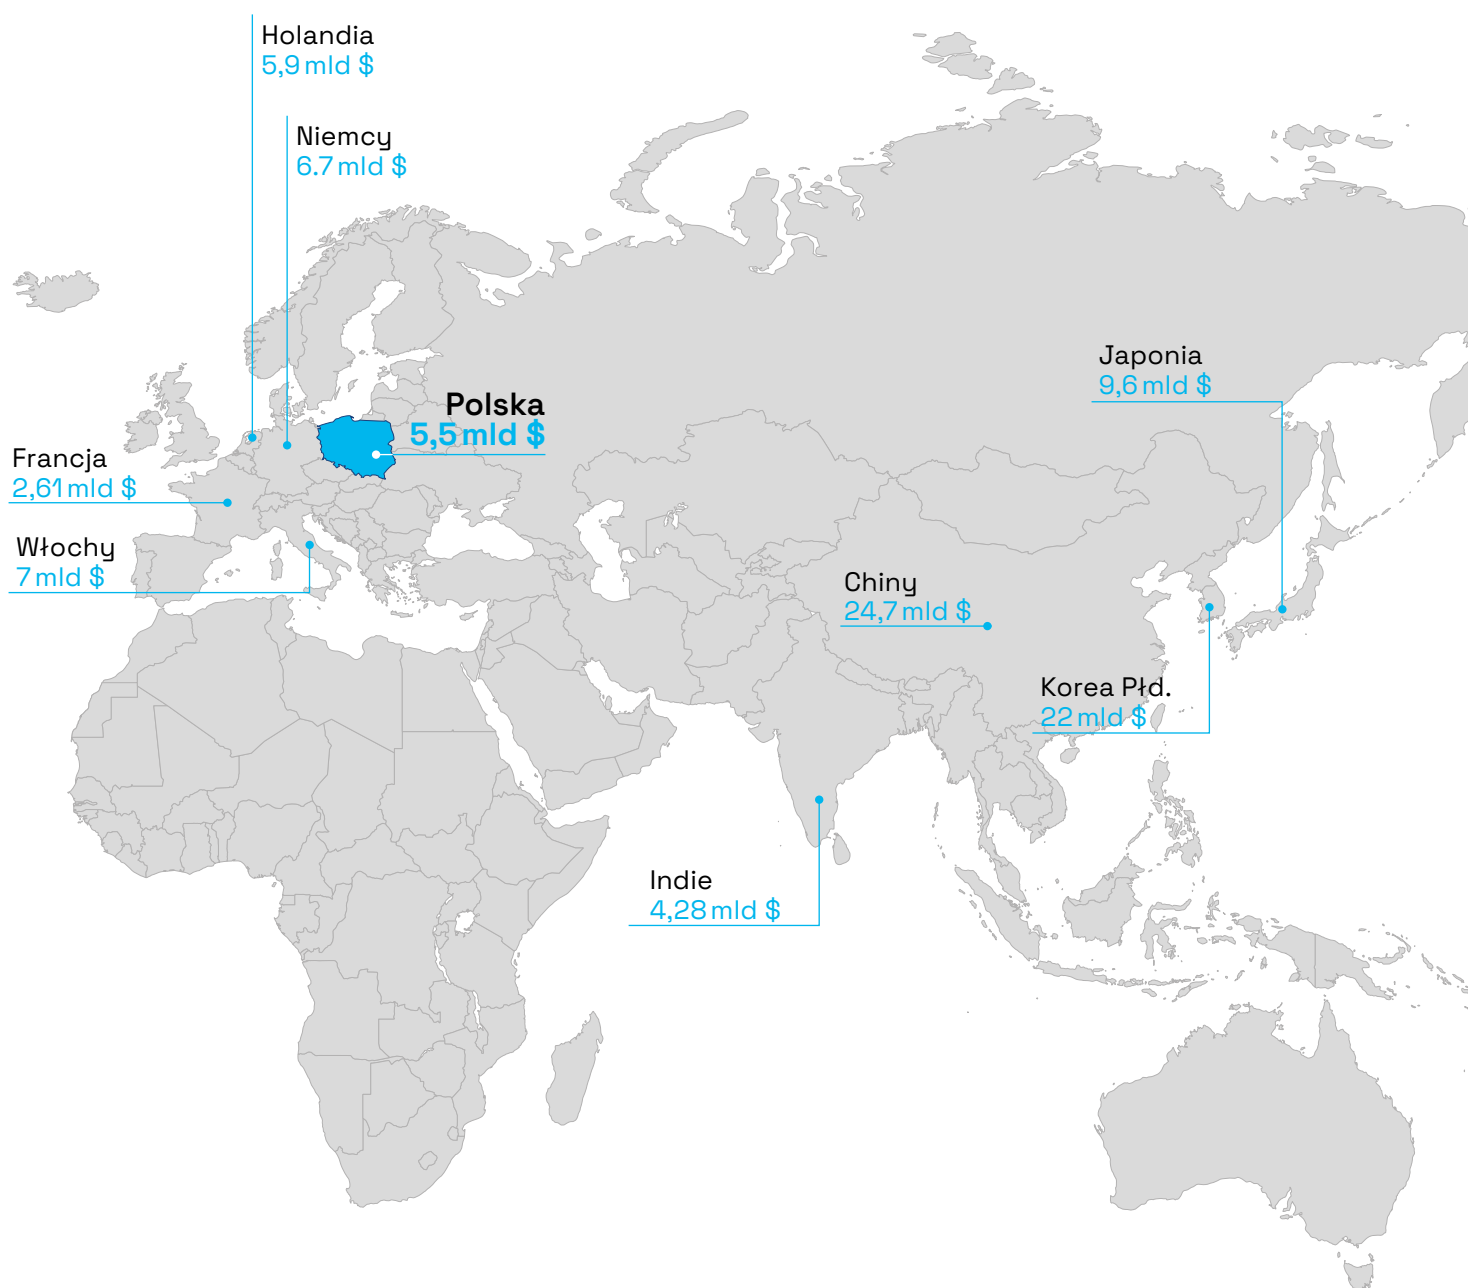 Holandia
5,9 mld $
Niemcy
6.7 mld $
Japonia
9,6 mld $
Polska
5,5 mld $
Francja
2,61 mld $
Włochy
7 mld $
Chiny
24,7 mld $
Korea Płd.
22 mld $
Indie
4,28 mld $